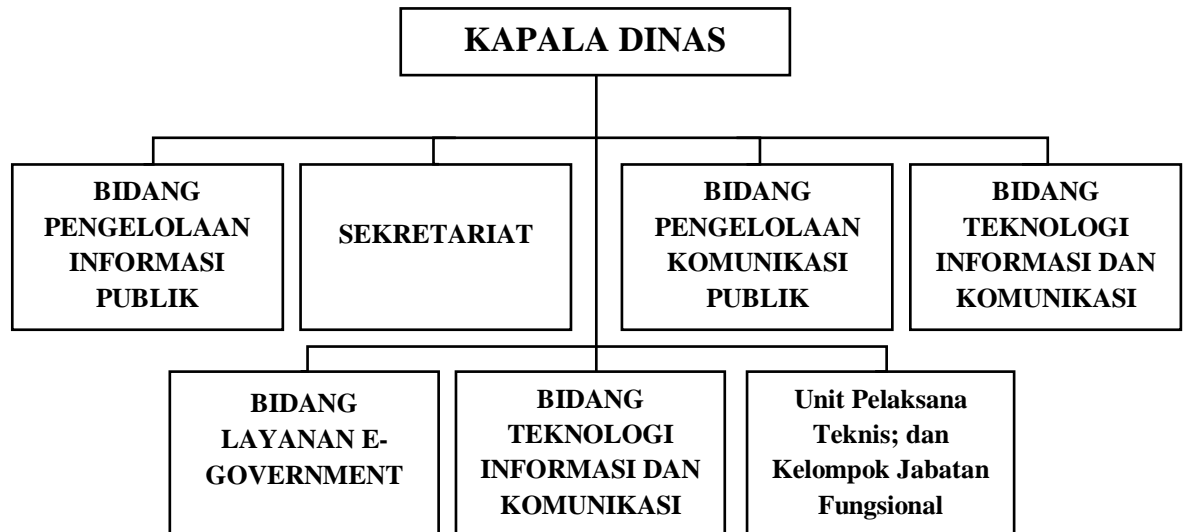 KAPALA DINAS
BIDANG
PENGELOLAAN
INFORMASI
PUBLIK
SEKRETARIAT
BIDANG
PENGELOLAAN
KOMUNIKASI
PUBLIK
BIDANG
TEKNOLOGI
INFORMASI DAN
KOMUNIKASI
BIDANG
LAYANAN E-
GOVERNMENT
BIDANG
TEKNOLOGI
INFORMASI DAN
KOMUNIKASI
Unit Pelaksana
Teknis; dan
Kelompok Jabatan
Fungsional